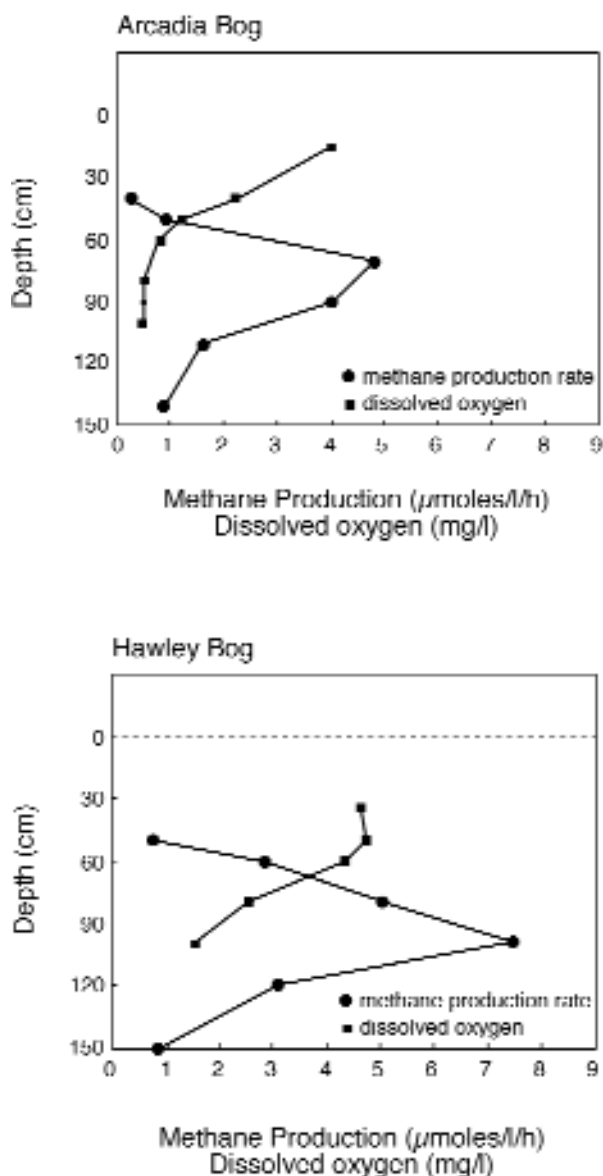 Arcadia Bog
Depth (cm)
0
30
60
90
120
150
● methane production rate
■ dissolved oxygen
0 1 2 3 4 5 6 7 8 9
Methane Production (μmoles/l/h)
Dissolved oxygen (mg/l)
Hawley Bog
Depth (cm)
0
30
60
90
120
150
● methane production rate
■ dissolved oxygen
1 2 3 4 5 6 7 8 9
Methane Production (μmoles/l/h)
Dissolved oxygen (mg/l)